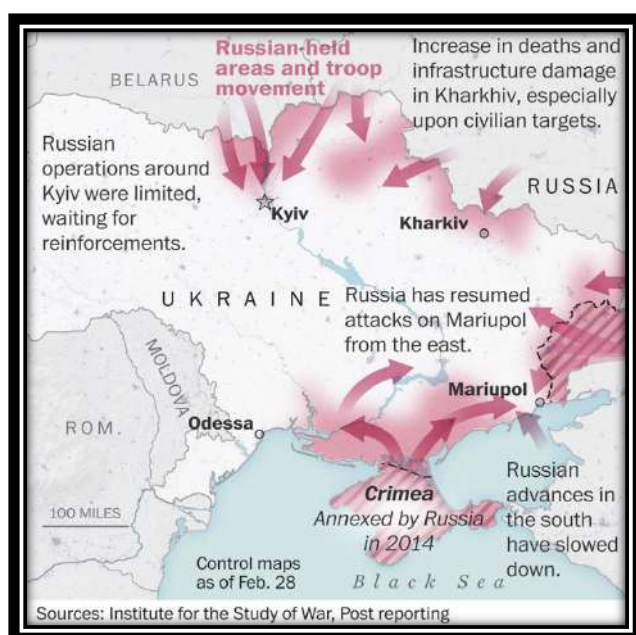 Russian-held
areas and troop
movement
Increase in deaths and
infrastructure damage
in Kharkhiv, especially
upon civilian targets.
BELARUS
Russian
operations around
Kyiv were limited,
waiting for
reinforcements.
RUSSIA
Kyiv
Kharkiv
UKRAINE
Russia has resumed
attacks on Mariupol
from the east.
MOLDOVA
Mariupol
ROM.
Odessa
Russian
advances in
the south
have slowed
down.
Crimea
Annexed by Russia
in 2014
100 MILES
Control maps
as of Feb. 28
Black Sea
Sources: Institute for the Study of War, Post reporting